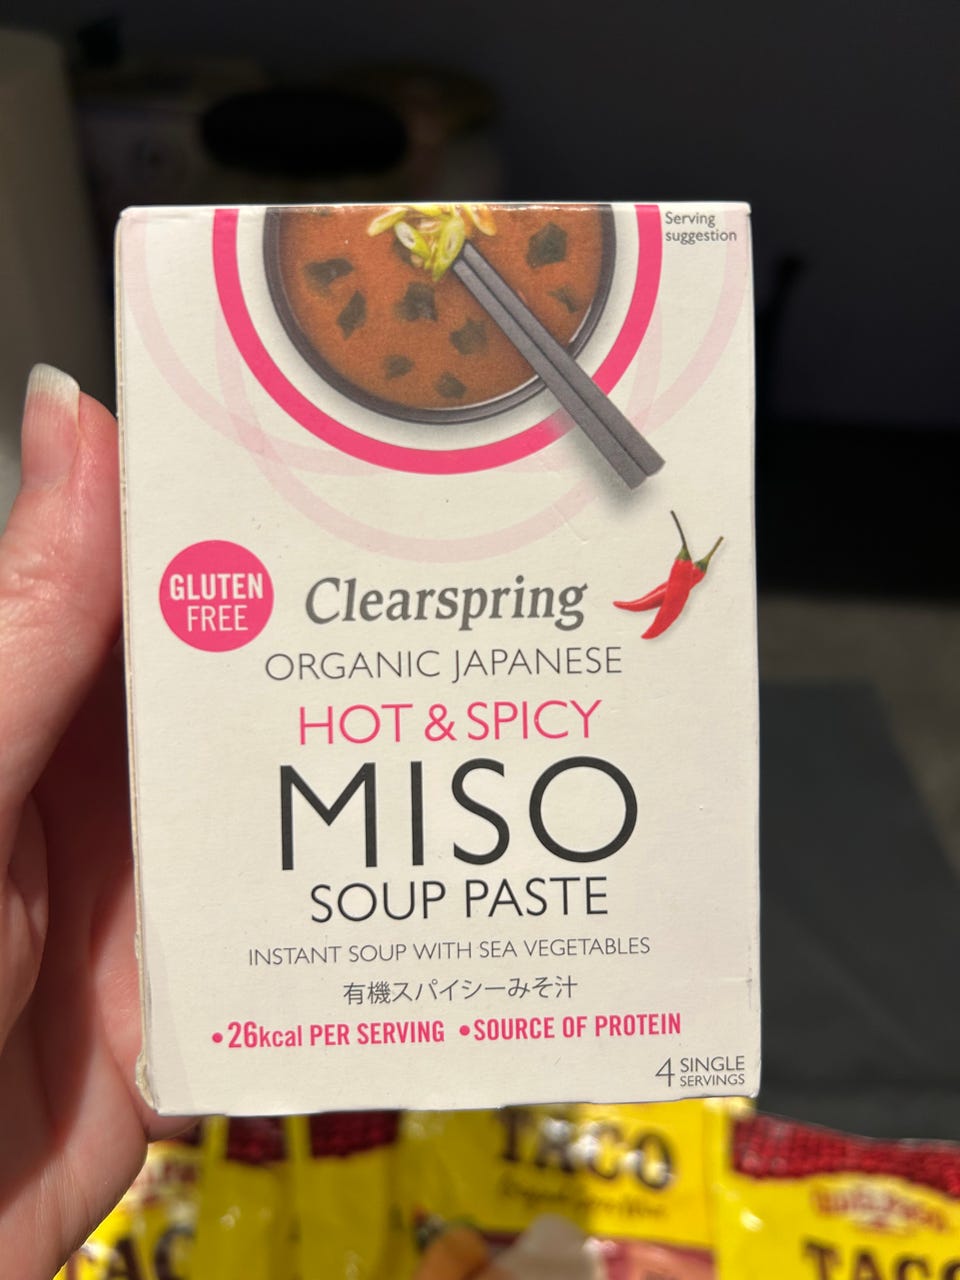 Serving
suggestion
GLUTEN
FREE
Clearspring
ORGANIC JAPANESE
HOT & SPICY
MISO
SOUP PASTE
INSTANT SOUP WITH SEA VEGETABLES
有機スパイシーみそ汁
•26kcal PER SERVING •SOURCE OF PROTEIN
4 SINGLE
SERVINGS
TACO
TACO